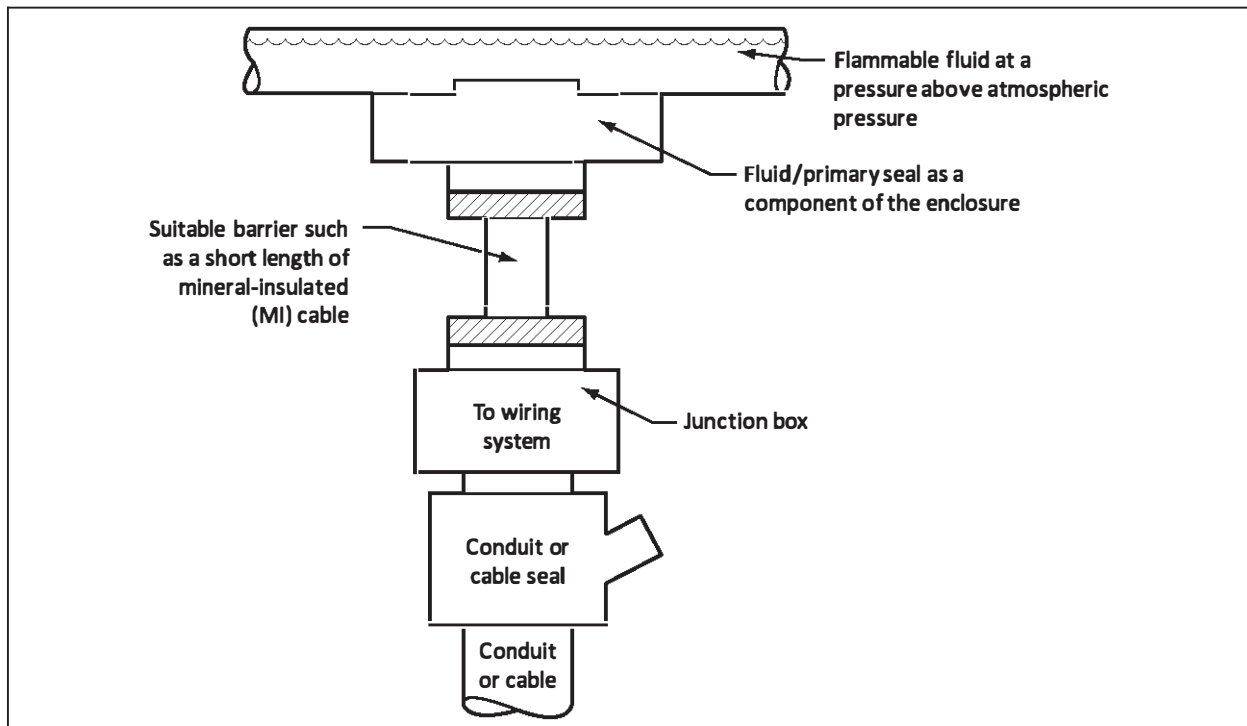 Flammable fluid at a
pressure above atmospheric
pressure
Fluid/primary seal as a
component of the enclosure
Suitable barrier such
as a short length of
mineral-insulated
(MI) cable
To wiring
system
Junction box
Conduit or
cable seal
Conduit
or cable